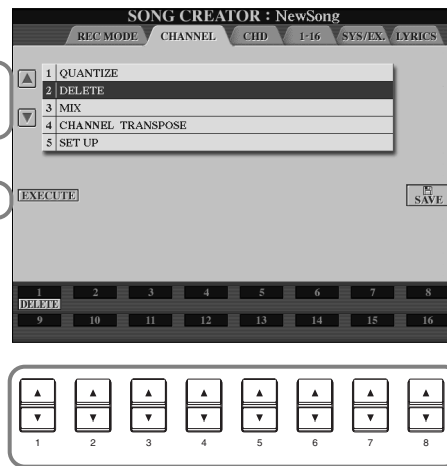 SONG CREATOR : NewSong
REC MODE CHANNEL CHD 1-16 SYS/EX. LYRICS
1 QUANTIZE
2 DELETE
3 MIX
4 CHANNEL TRANSPOSE
5 SET UP
EXECUTE
SAVE
1 2 3 4 5 6 7 8
DELETE
9 10 11 12 13 14 15 16
1 2 3 4 5 6 7 8